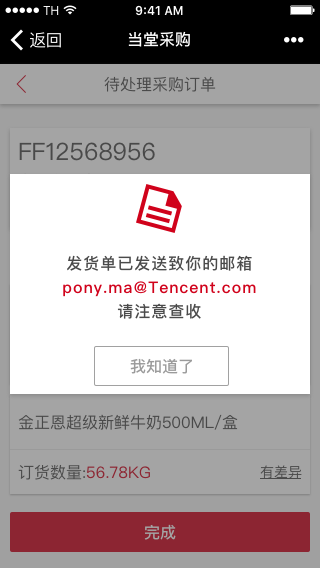 TH
9:41 AM
返回
当堂采购
待处理采购订单
FF12568956
发货单已发送致你的邮箱
pony.ma@Tencent.com
请注意查收
我知道了
金正恩超级新鲜牛奶500ML/盒
订货数量:56.78KG
有差异
完成